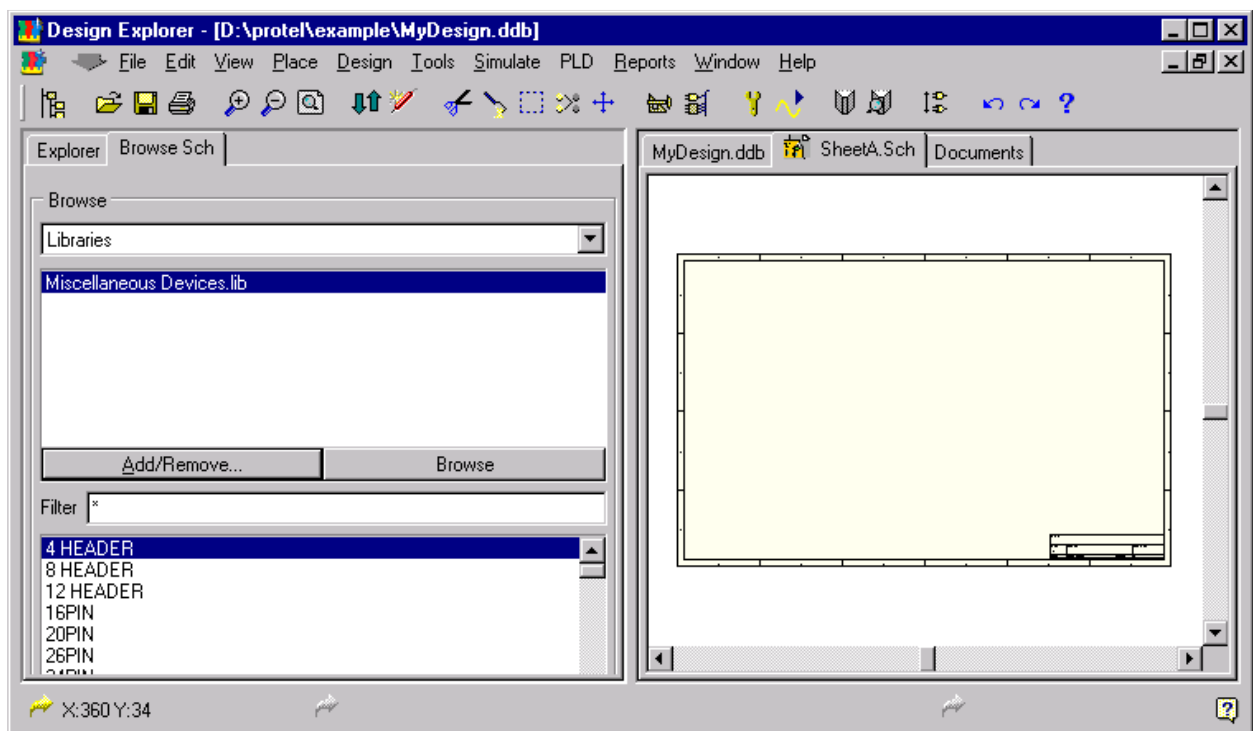 Design Explorer - [D:\protel\example\MyDesign.ddb]
File Edit View Place Design Tools Simulate PLD Reports Window Help
Explorer Browse Sch
MyDesign.ddb SheetA.Sch Documents
Browse
Libraries
Miscellaneous Devices.lib
Add/Remove... Browse
Filter *
4 HEADER
8 HEADER
12 HEADER
16PIN
20PIN
26PIN
X:360 Y:34